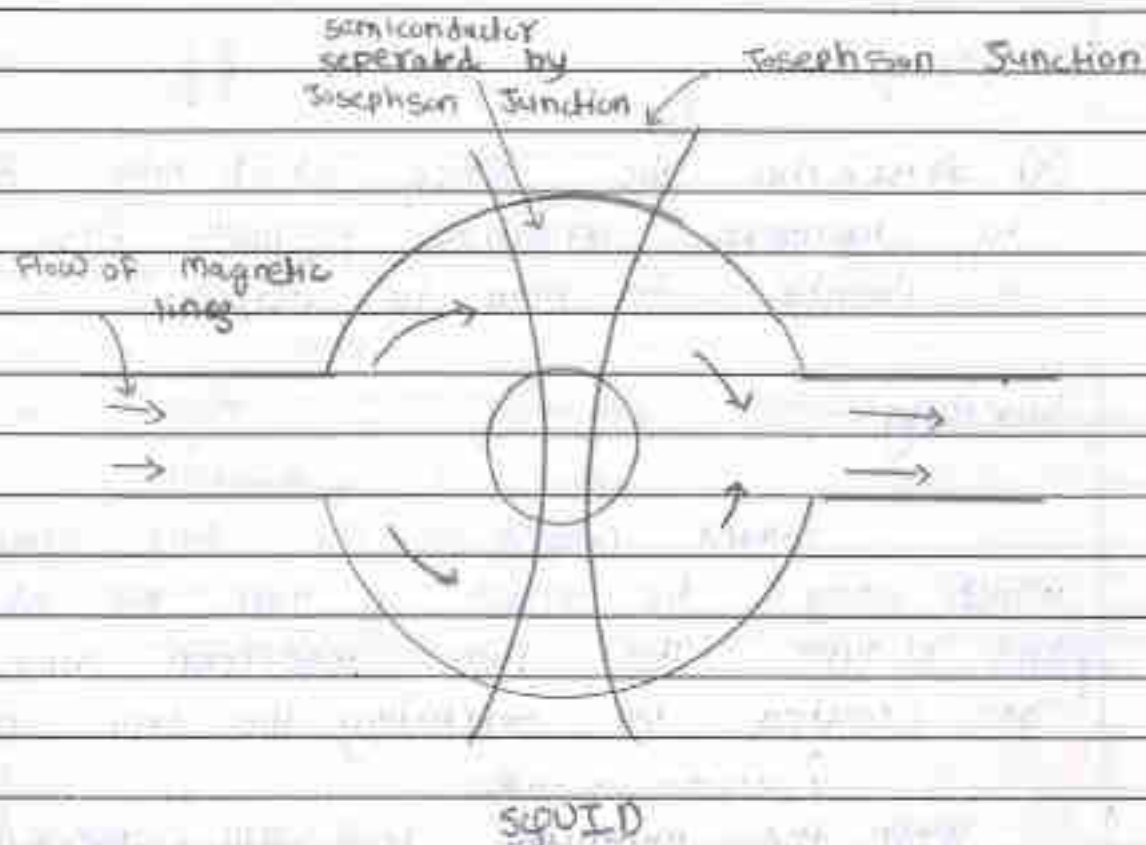 semiconductor
seperated by
Josephson Junction
Josephson Junction
Flow of Magnetic
lines
SQUID